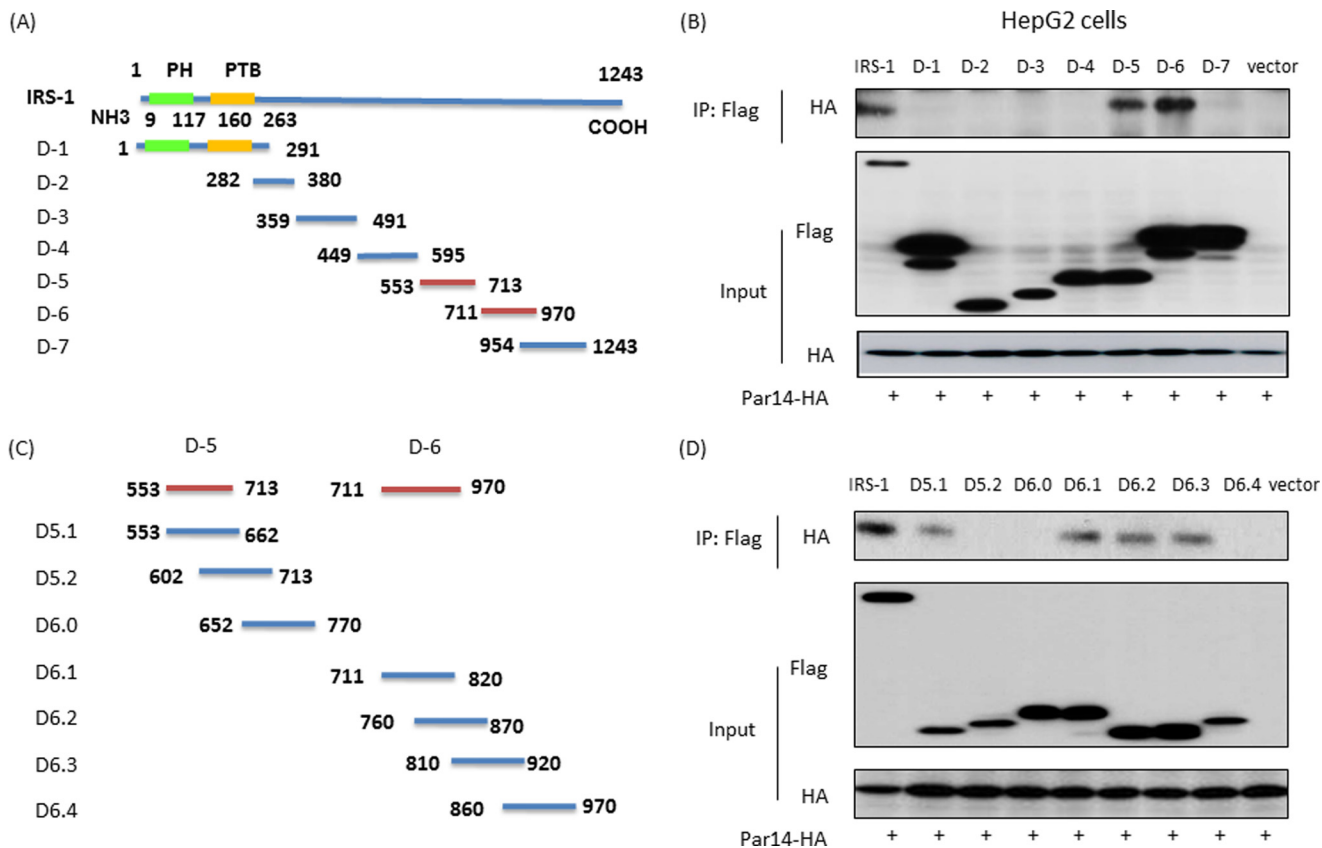 (A)
1 PH PTB 1243
IRS-1
NH3 9 117 160 263 COOH
D-1 1 291
D-2 282 380
D-3 359 491
D-4 449 595
D-5 553 713
D-6 711 970
D-7 954 1243
(B) HepG2 cells
IRS-1 D-1 D-2 D-3 D-4 D-5 D-6 D-7 vector
IP: Flag HA
Flag
Input
HA
Par14-HA + + + + + + + + +
(C) D-5 D-6
553 713 711 970
D5.1 553 662
D5.2 602 713
D6.0 652 770
D6.1 711 820
D6.2 760 870
D6.3 810 920
D6.4 860 970
(D)
IRS-1 D5.1 D5.2 D6.0 D6.1 D6.2 D6.3 D6.4 vector
IP: Flag HA
Flag
Input
HA
Par14-HA + + + + + + + + +